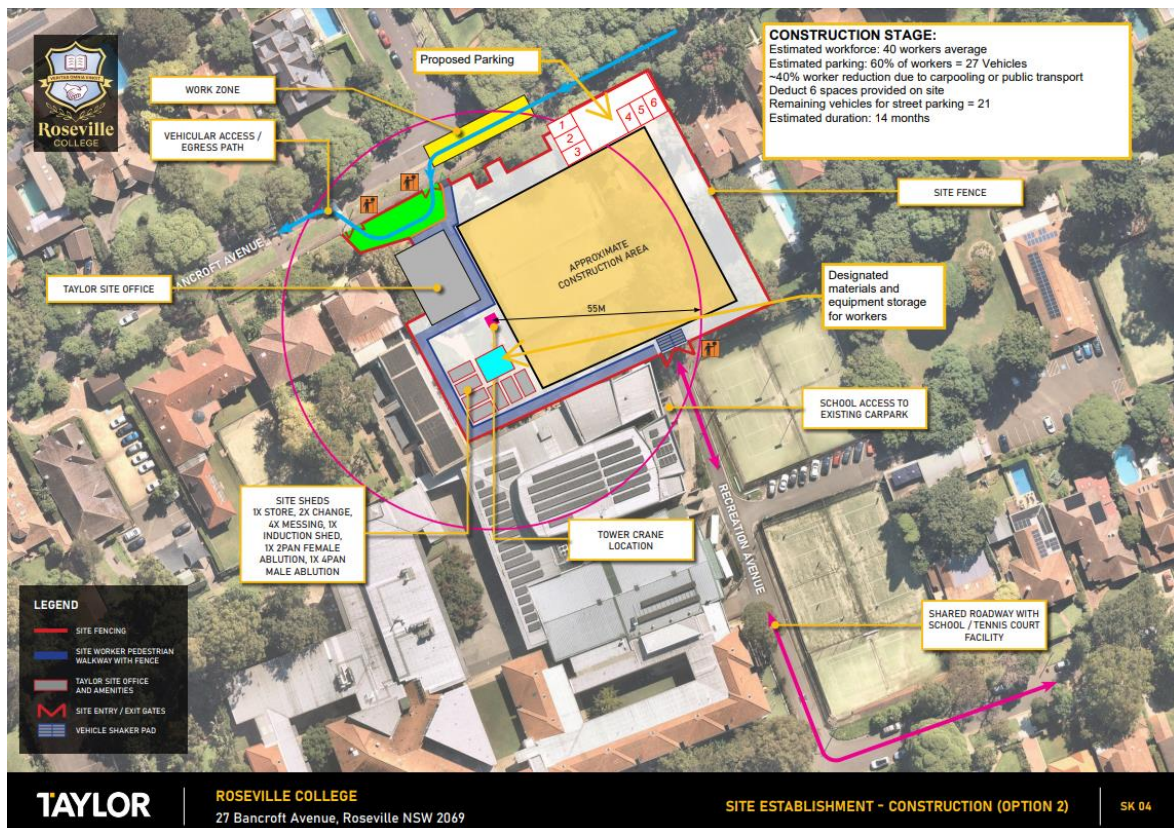 VERITAS OMNIA VINCIT
Roseville
COLLEGE
WORK ZONE
VEHICULAR ACCESS /
EGRESS PATH
Proposed Parking
CONSTRUCTION STAGE:
Estimated workforce: 40 workers average
Estimated parking: 60% of workers = 27 Vehicles
~40% worker reduction due to carpooling or public transport
Deduct 6 spaces provided on site
Remaining vehicles for street parking = 21
Estimated duration: 14 months
1
2
3
4
5
6
SITE FENCE
NCROFT AVENUE
TAYLOR SITE OFFICE
APPROXIMATE
CONSTRUCTION AREA
55M
Designated
materials and
equipment storage
for workers
SCHOOL ACCESS TO
EXISTING CARPARK
SITE SHEDS
1X STORE, 2X CHANGE,
4X MESSING, 1X
INDUCTION SHED,
1X 2PAN FEMALE
ABLUTION, 1X 4PAN
MALE ABLUTION
TOWER CRANE
LOCATION
RECREATION AVENUE
SHARED ROADWAY WITH
SCHOOL / TENNIS COURT
FACILITY
LEGEND
SITE FENCING
SITE WORKER PEDESTRIAN
WALKWAY WITH FENCE
TAYLOR SITE OFFICE
AND AMENITIES
SITE ENTRY / EXIT GATES
VEHICLE SHAKER PAD
TAYLOR
ROSEVILLE COLLEGE
27 Bancroft Avenue, Roseville NSW 2069
SITE ESTABLISHMENT - CONSTRUCTION (OPTION 2)
SK 04